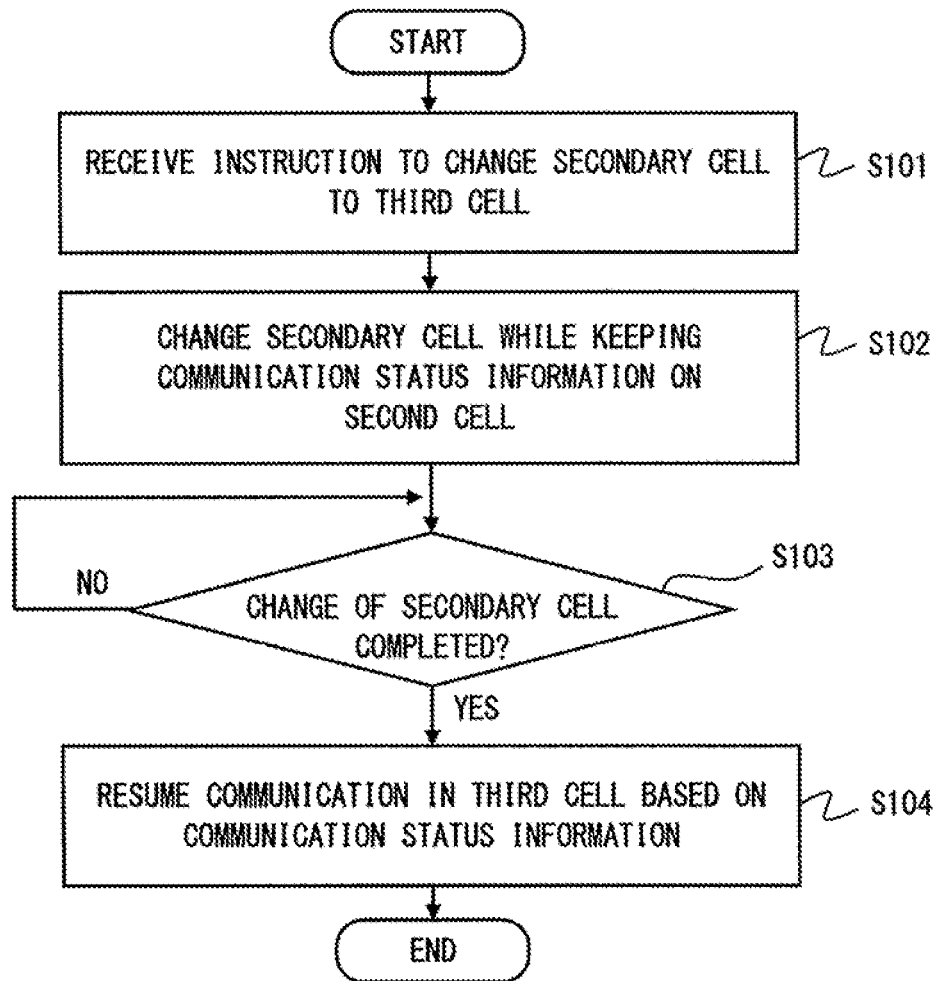 START
RECEIVE INSTRUCTION TO CHANGE SECONDARY CELL
TO THIRD CELL
S101
CHANGE SECONDARY CELL WHILE KEEPING
COMMUNICATION STATUS INFORMATION ON
SECOND CELL
S102
S103
NO
CHANGE OF SECONDARY CELL
COMPLETED?
YES
RESUME COMMUNICATION IN THIRD CELL BASED ON
COMMUNICATION STATUS INFORMATION
S104
END